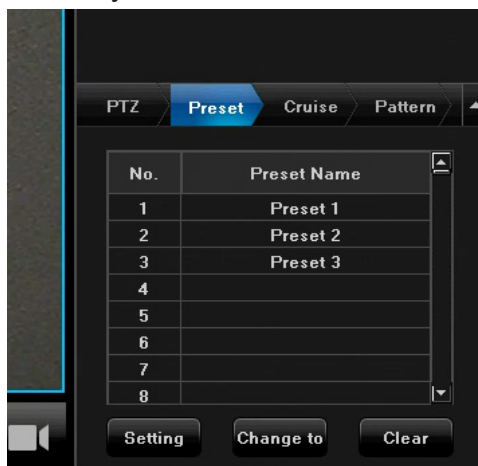 PTZ Preset Cruise Pattern
No. Preset Name
1 Preset 1
2 Preset 2
3 Preset 3
4
5
6
7
8
Setting Change to Clear